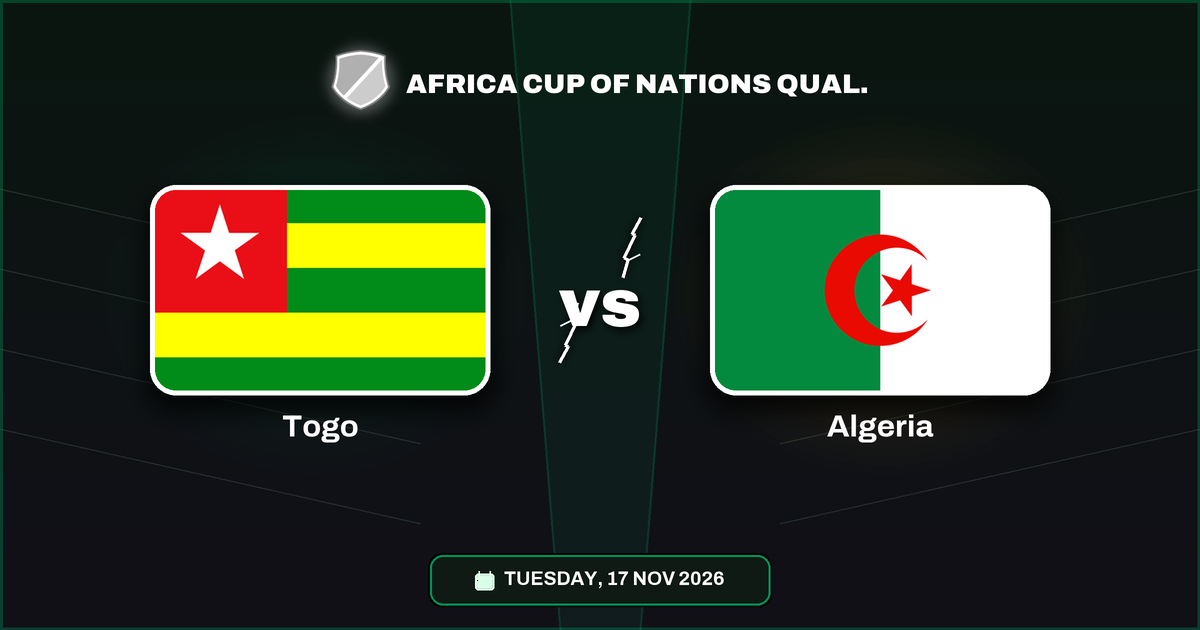 AFRICA CUP OF NATIONS QUAL.
VS
Togo
Algeria
TUESDAY, 17 NOV 2026